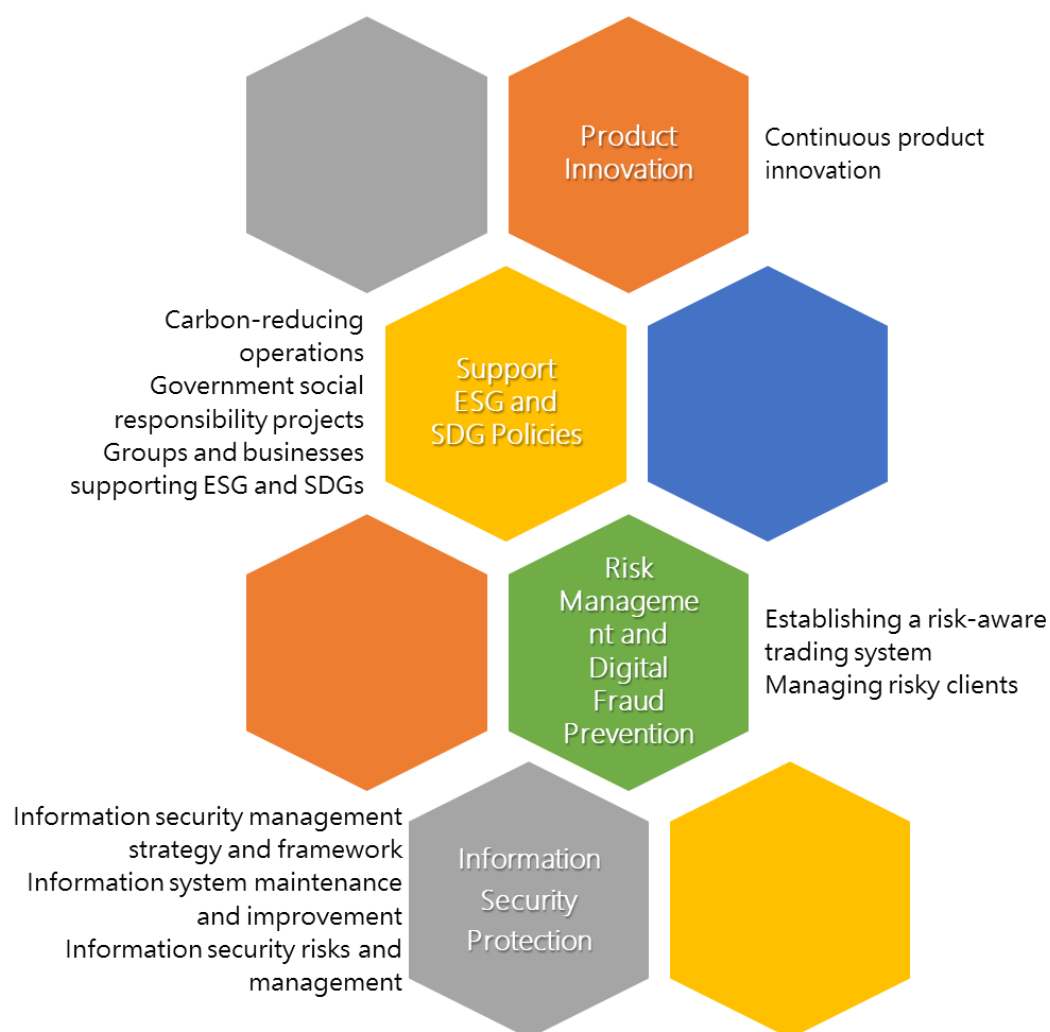 Product
Innovation
Continuous product
innovation
Carbon-reducing
operations
Government social
responsibility projects
Groups and businesses
supporting ESG and SDGs
Support
ESG and
SDG Policies
Risk
Manageme
nt and
Digital
Fraud
Prevention
Establishing a risk-aware
trading system
Managing risky clients
Information security management
strategy and framework
Information system maintenance
and improvement
Information security risks and
management
Information
Security
Protection